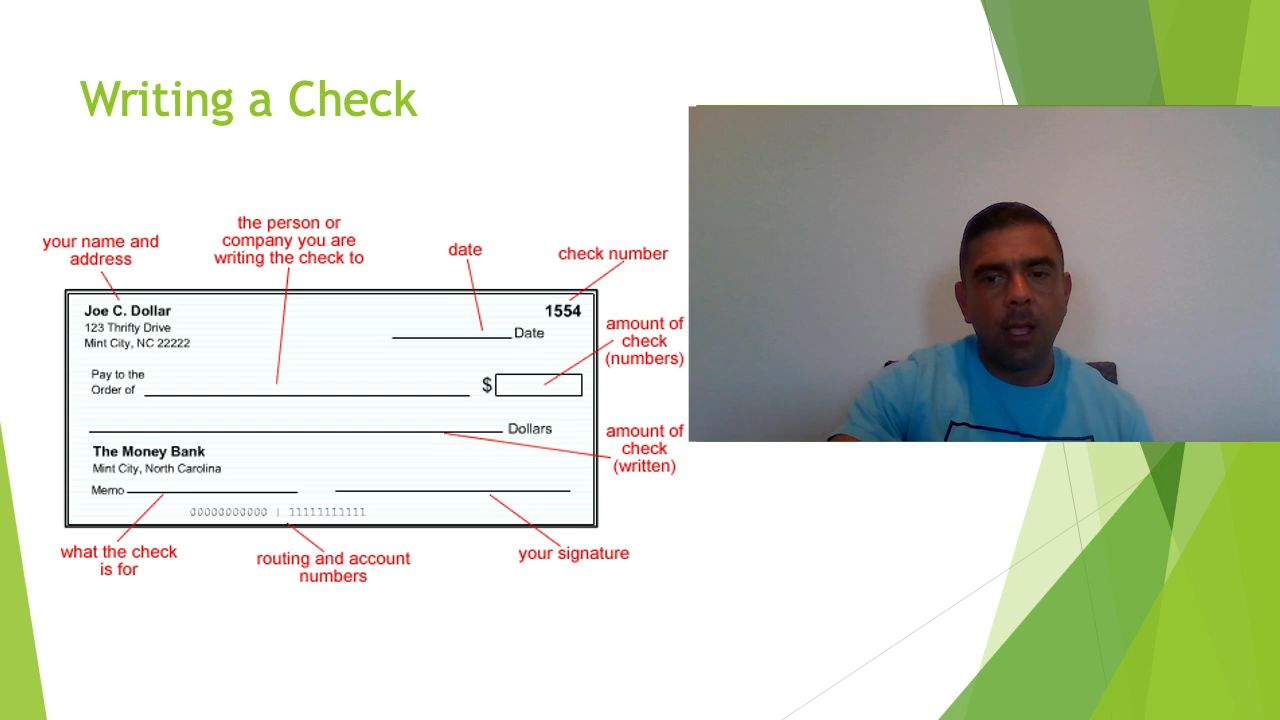 Writing a Check
the person or
company you are
writing the check to
your name and
address
date
check number
Joe C. Dollar
123 Thrifty Drive
Mint City, NC 22222
1554
Date
amount of
check
(numbers)
Pay to the
Order of
$
Dollars
amount of
check
(written)
The Money Bank
Mint City, North Carolina
Memo
00000000000 | 11111111111
what the check
is for
routing and account
numbers
your signature